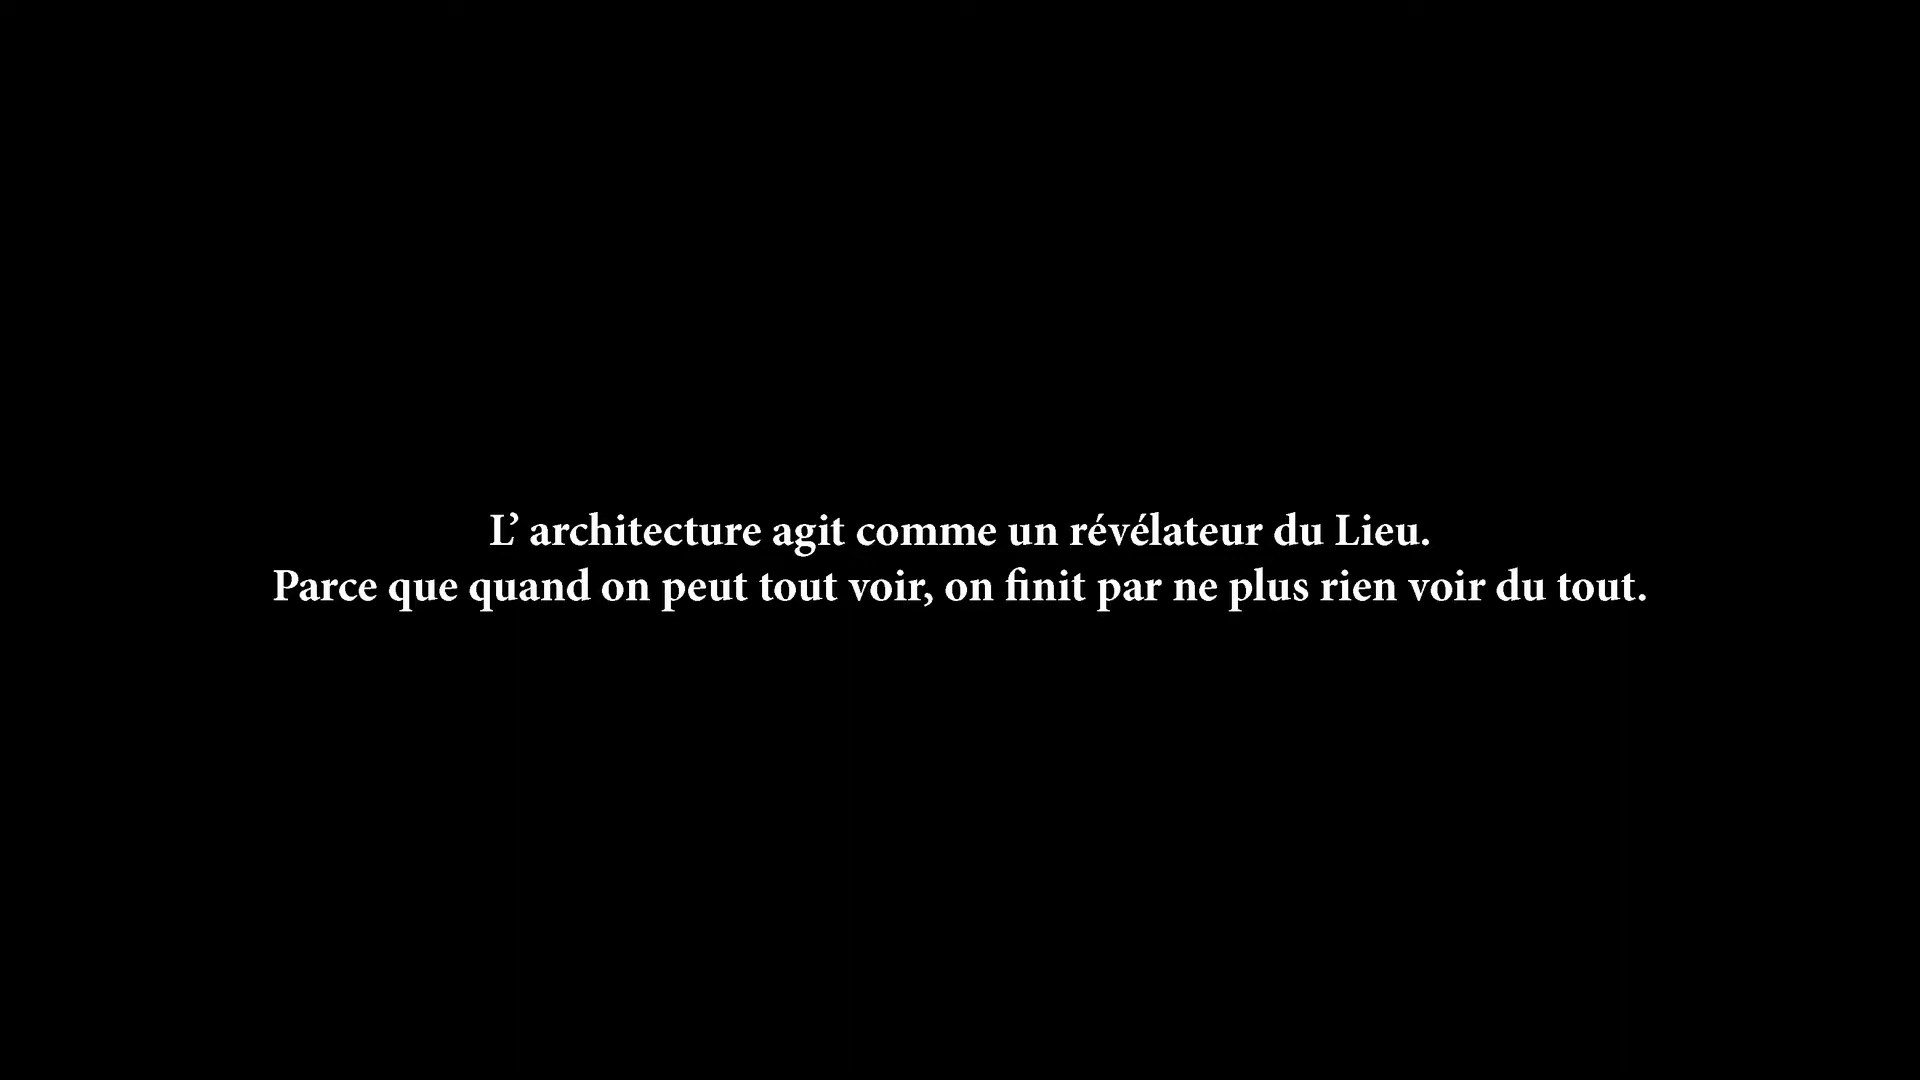 L’ architecture agit comme un révélateur du Lieu.
Parce que quand on peut tout voir, on finit par ne plus rien voir du tout.